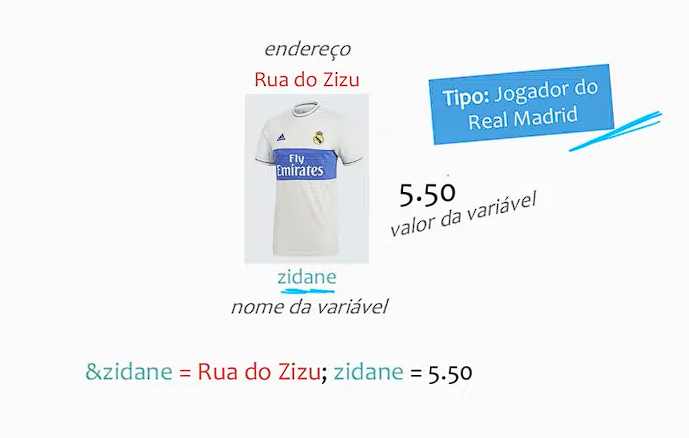 endereço
Rua do Zizu
Tipo: Jogador do
Real Madrid
Fly
Emirates
5.50
valor da variável
zidane
nome da variável
&zidane = Rua do Zizu; zidane = 5.50